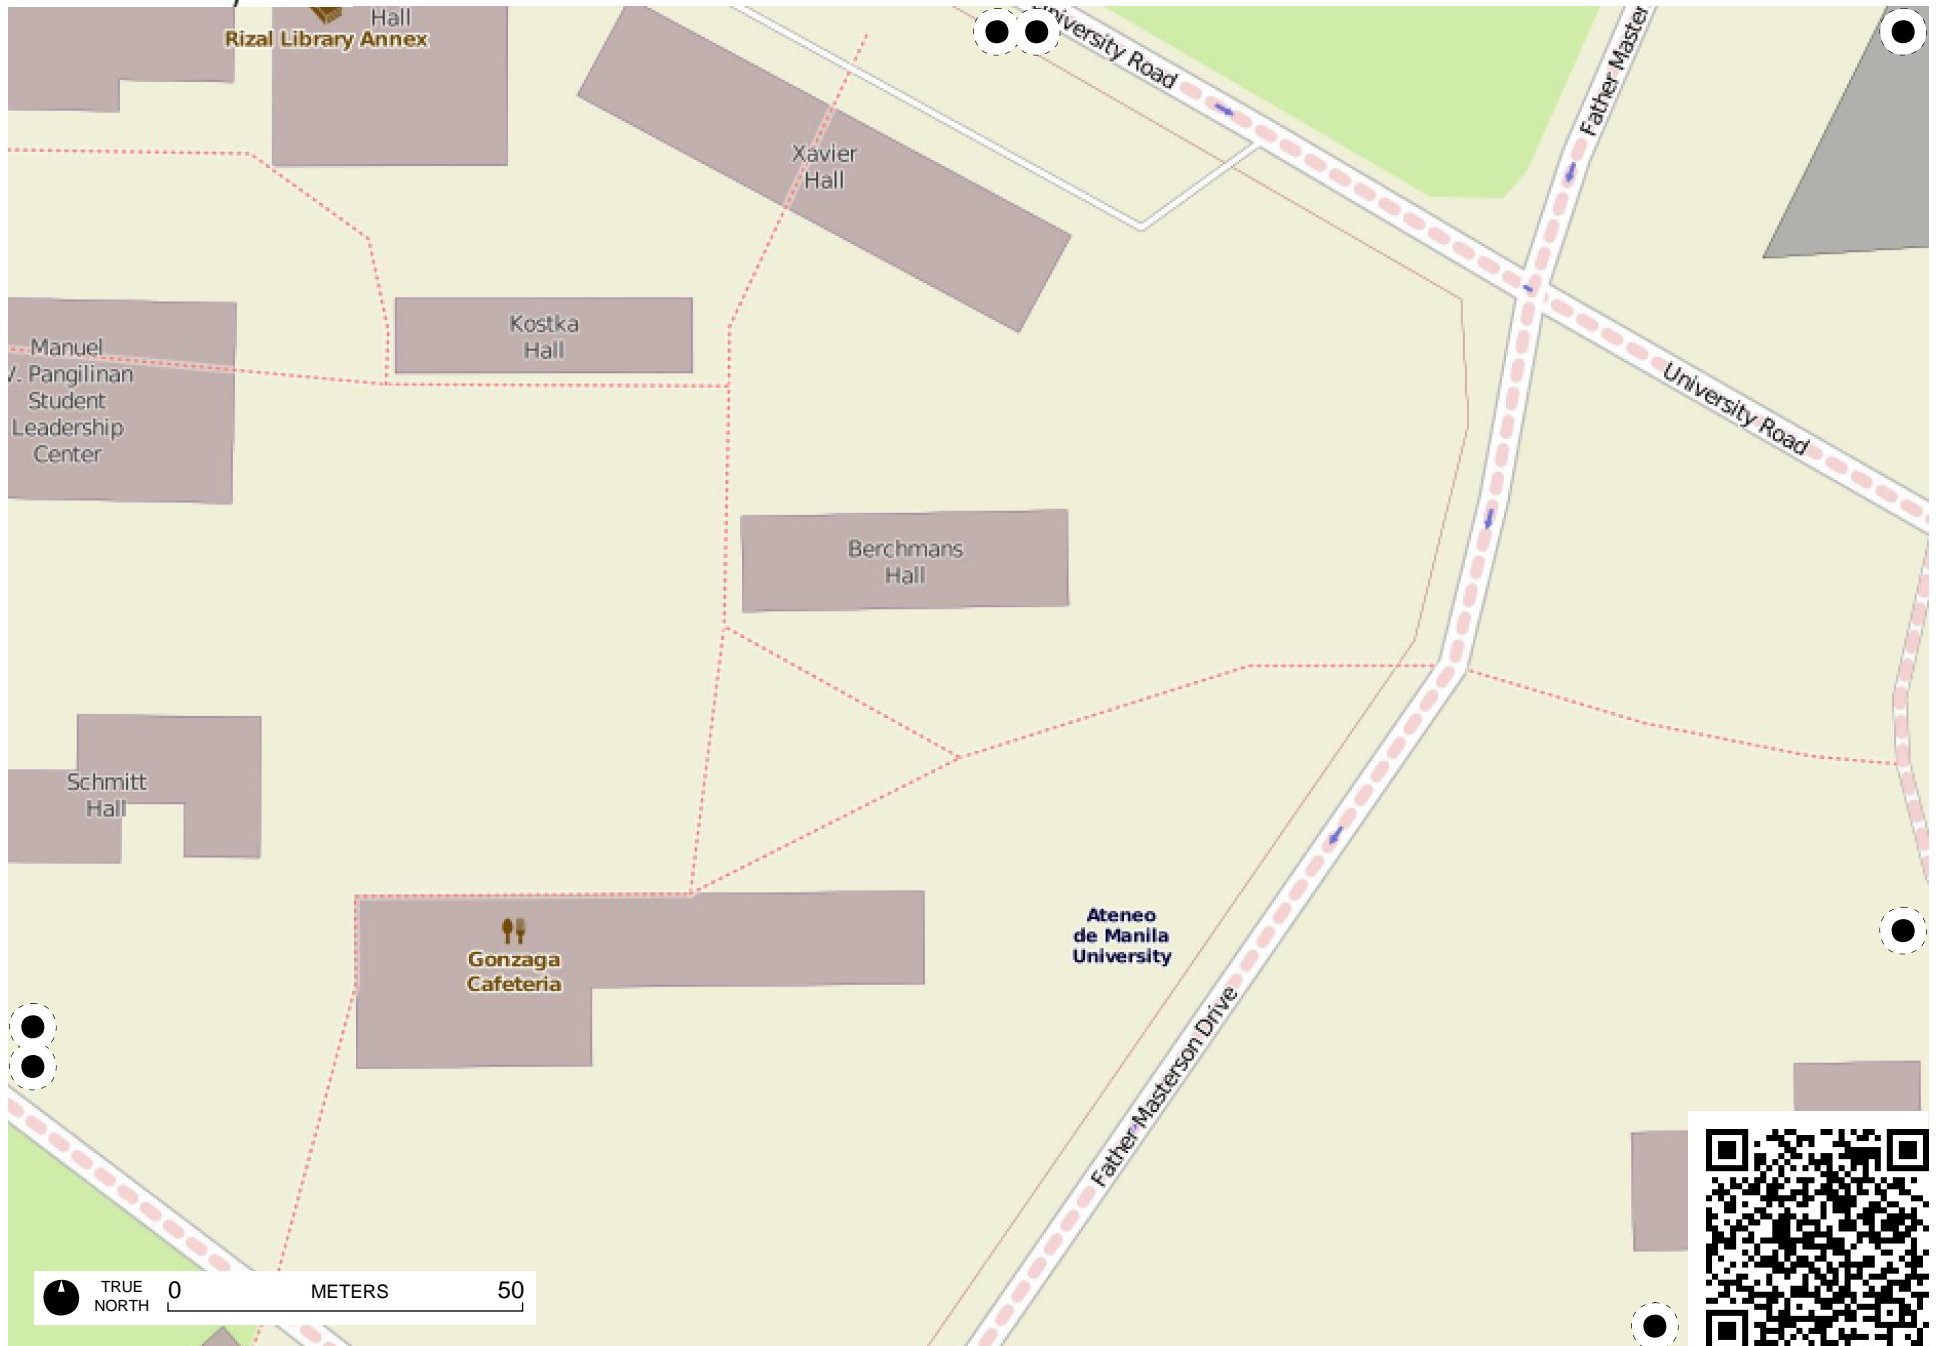 Hall
Rizal Library Annex
University Road
Father Master
Xavier
Hall
Kostka
Hall
Manuel
V. Pangilinan
Student
Leadership
Center
University Road
Berchmans
Hall
Schmitt
Hall
Gonzaga
Cafeteria
Ateneo
de Manila
University
Father Masterson Drive
TRUE
NORTH
0
METERS
50